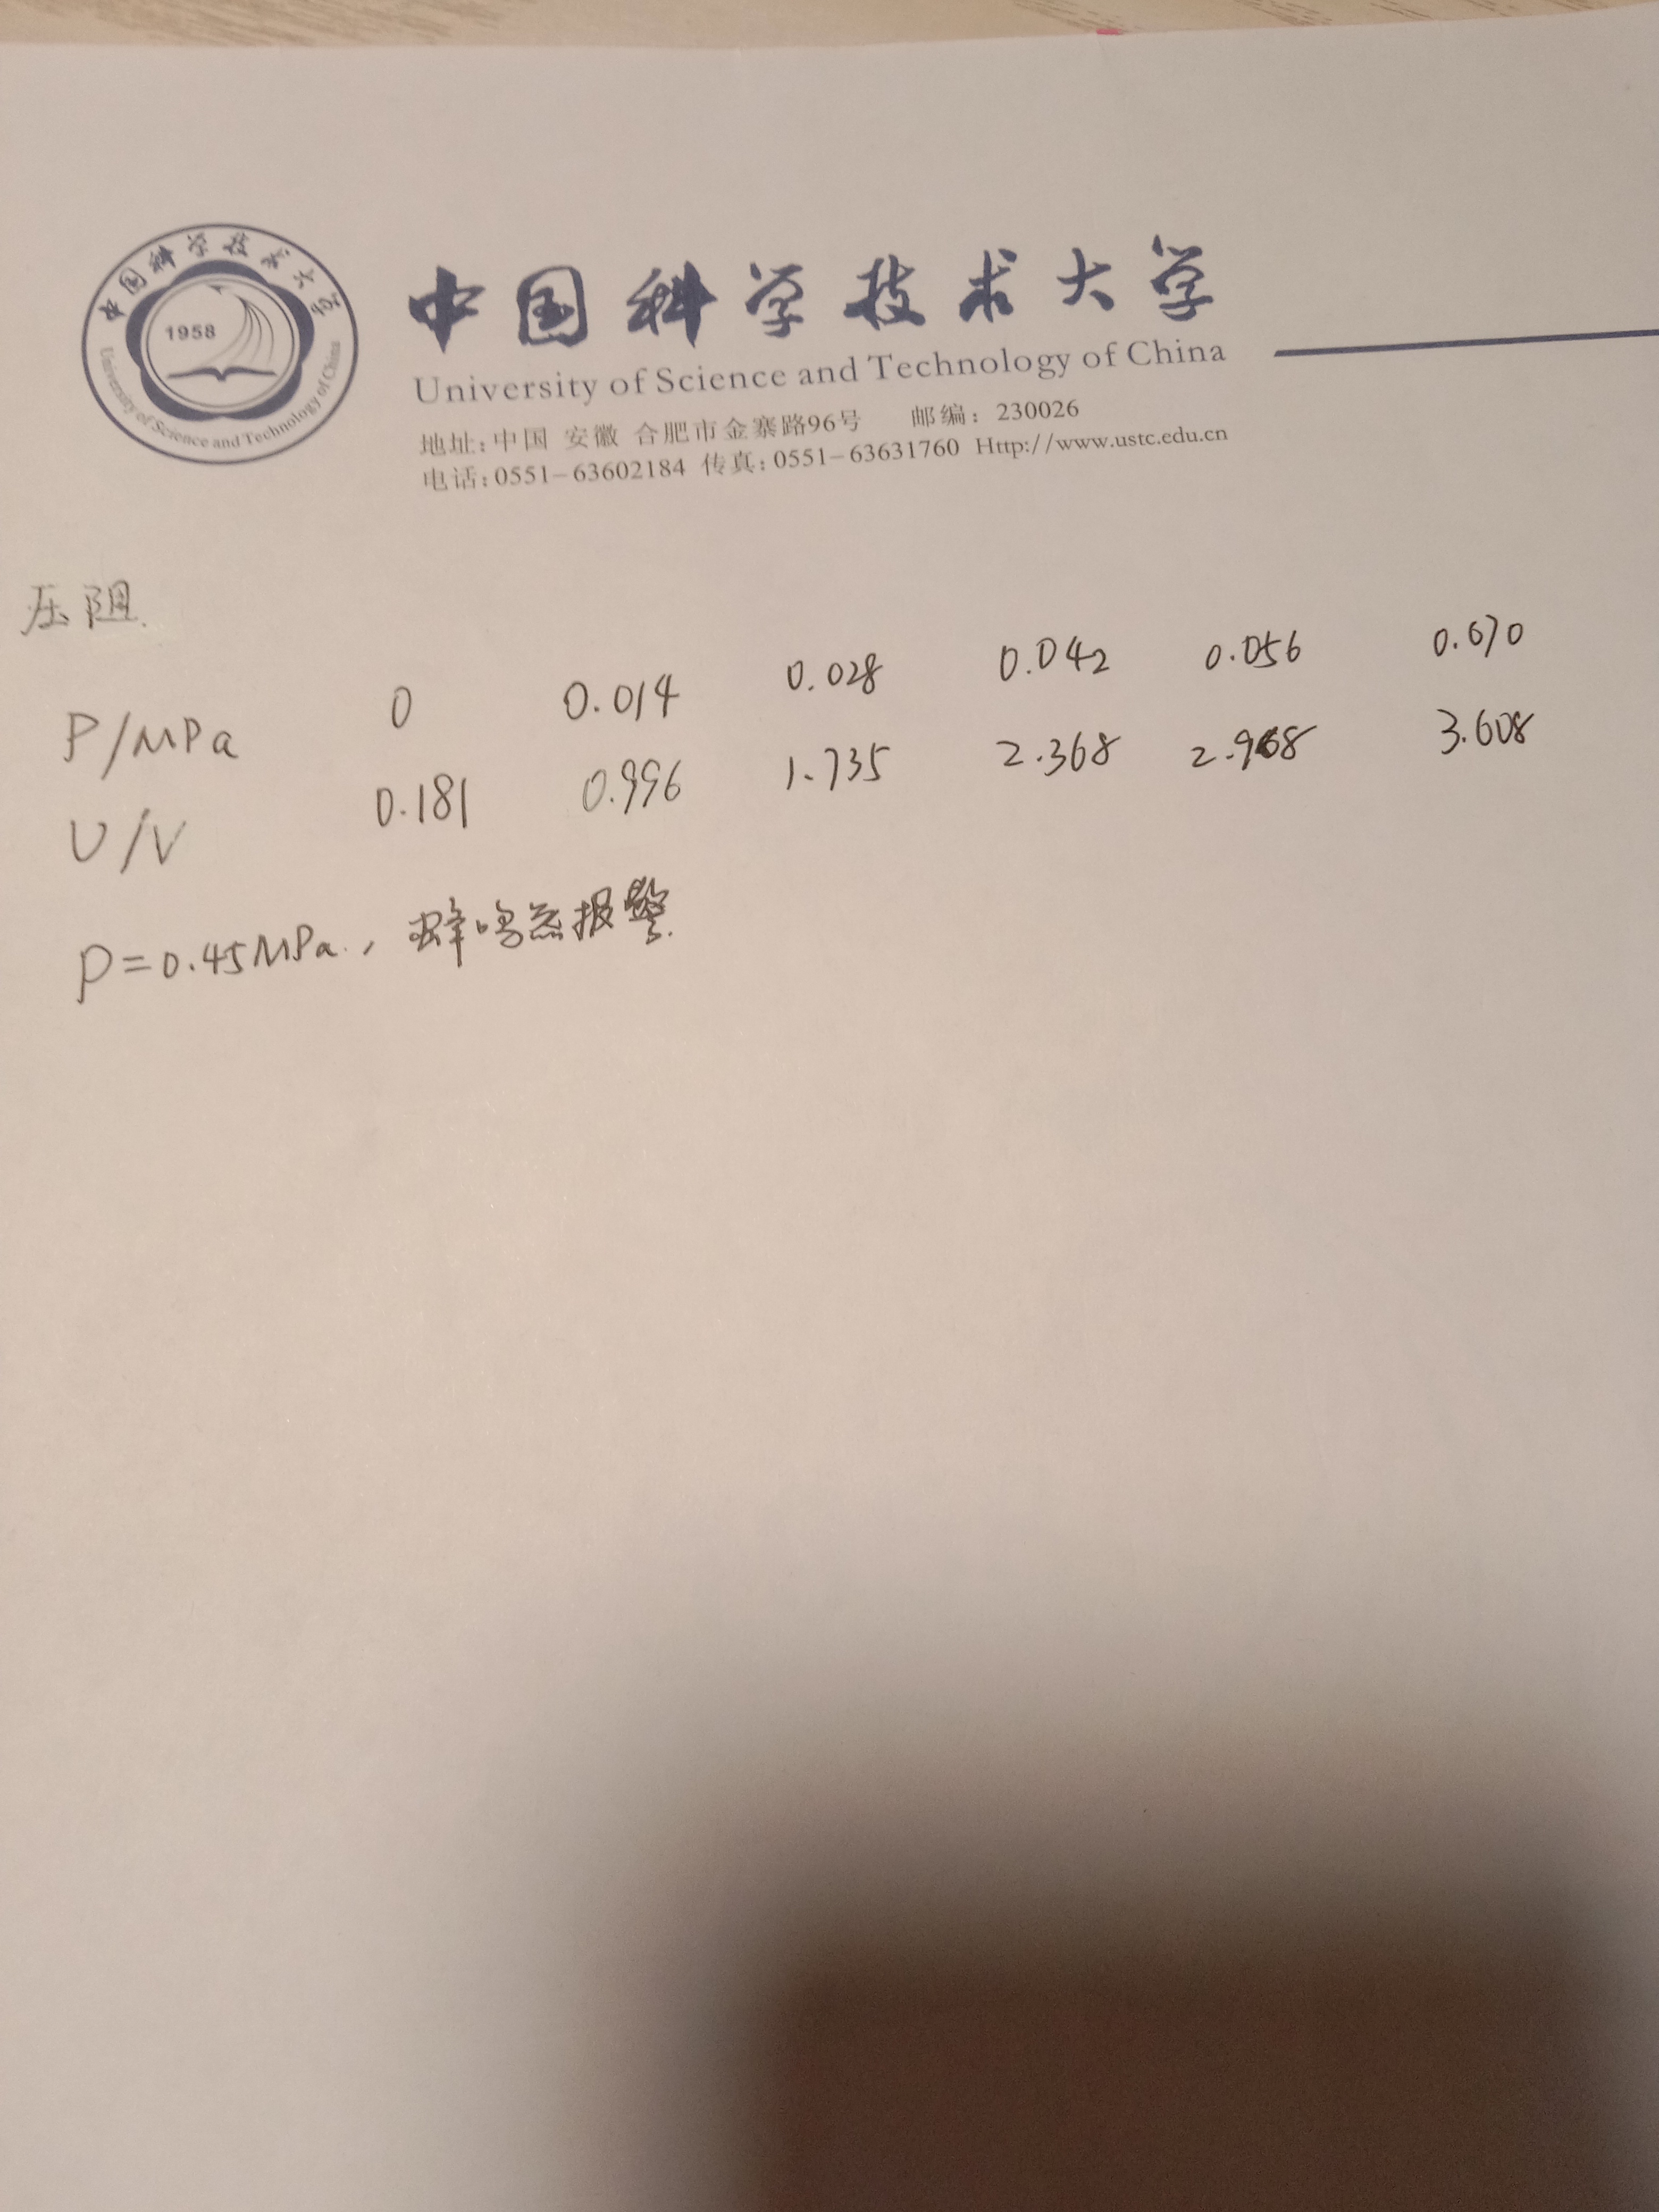 中国科学技术大学
1958
University of Science and Technology of China
中国科学技术大学
University of Science and Technology of China
地址:中国 安徽 合肥市金寨路96号 邮编:230026
电话:0551-63602184 传真:0551-63631760 Http://www.ustc.edu.cn
压阻.
P/MPa 0 0.014 0.028 0.042 0.056 0.070
U/V 0.181 0.996 1.735 2.368 2.968 3.608
P=0.45MPa., 蜂鸣器报警.